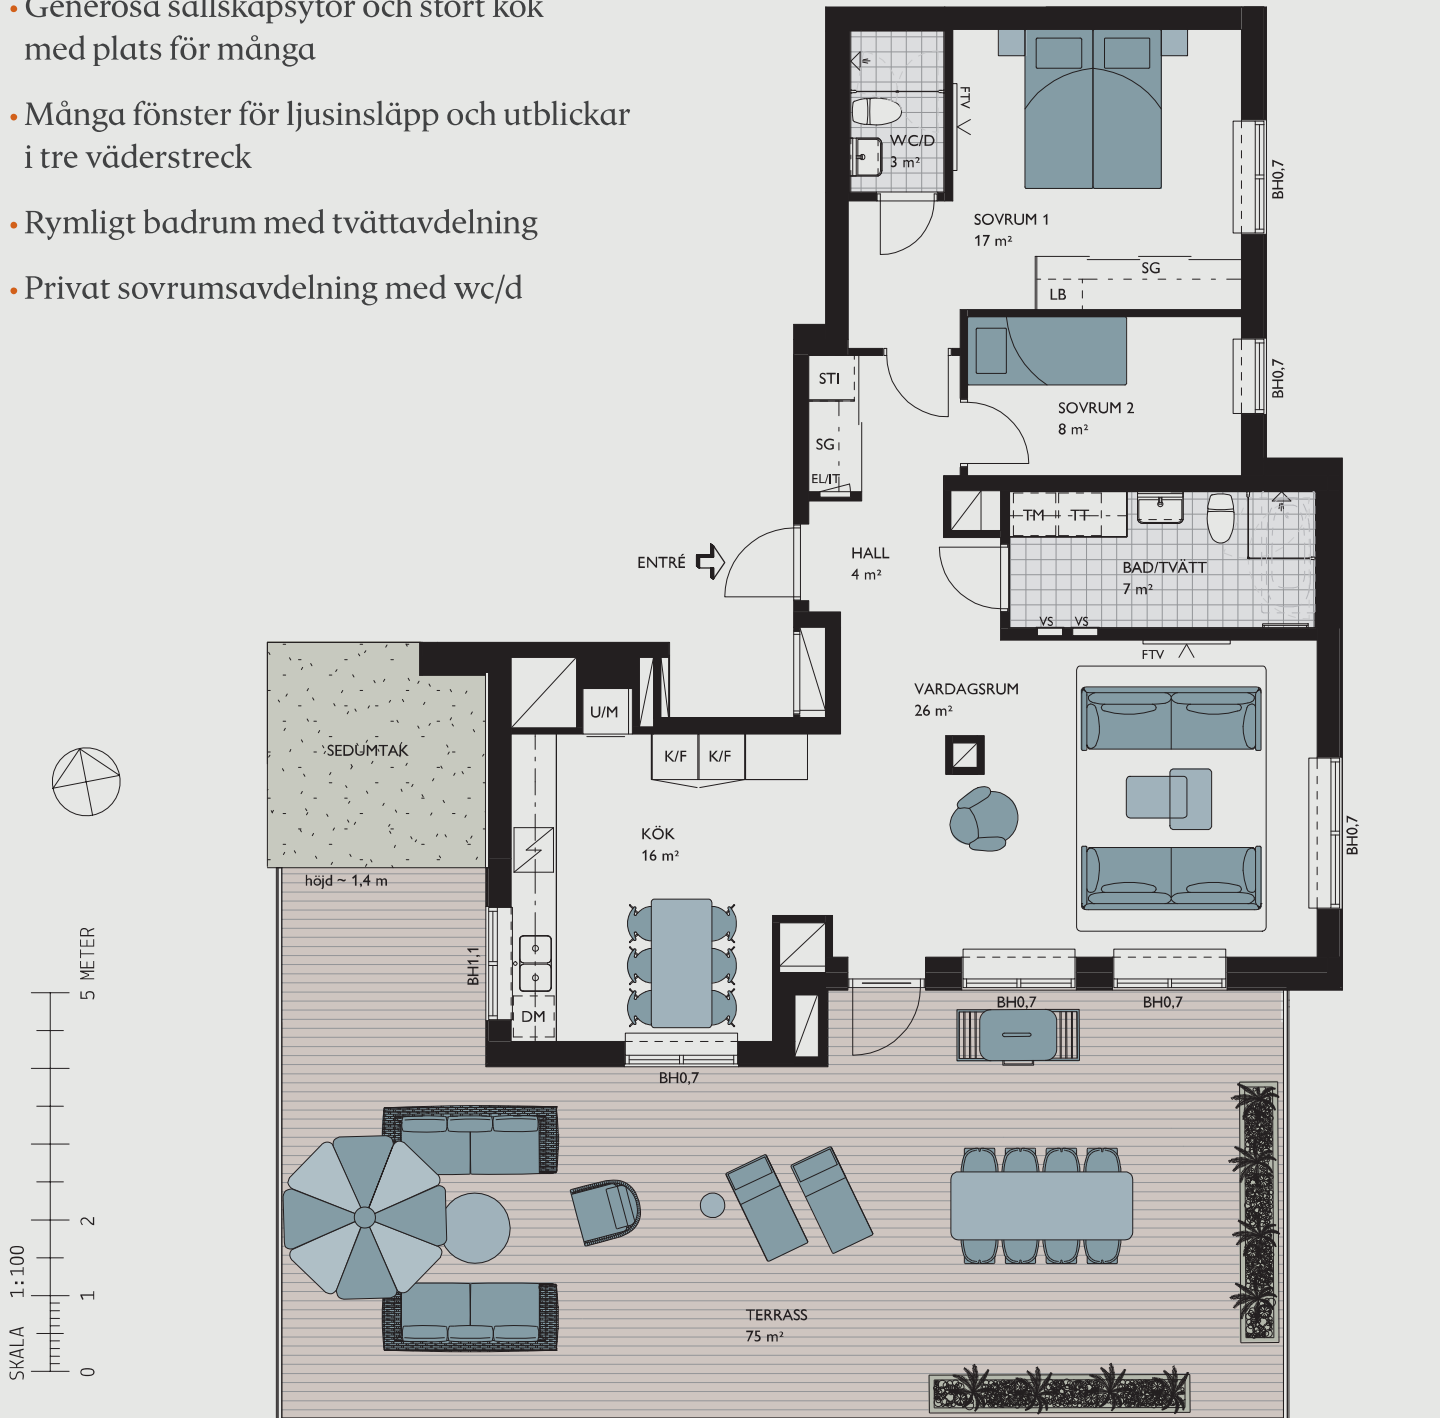 • Generösa sällskapsytor och stort kök
med plats för många
• Många fönster för ljusinsläpp och utblickar
i tre väderstreck
• Rymligt badrum med tvättavdelning
• Privat sovrumsavdelning med wc/d
FTV
WC/D
3 m²
BH0,7
SOVRUM 1
17 m²
SG
LB
BH0,7
STI
SOVRUM 2
8 m²
SG
EL/IT
TM
TT
ENTRÉ
HALL
4 m²
BAD/TVÄTT
7 m²
VS
VS
FTV
VARDAGSRUM
26 m²
U/M
SEDUMTAK
K/F
K/F
KÖK
16 m²
BH0,7
höjd ~ 1,4 m
BH1,1
DM
BH0,7
BH0,7
BH0,7
TERRASS
75 m²
5 METER
2
1
0
SKALA 1:100